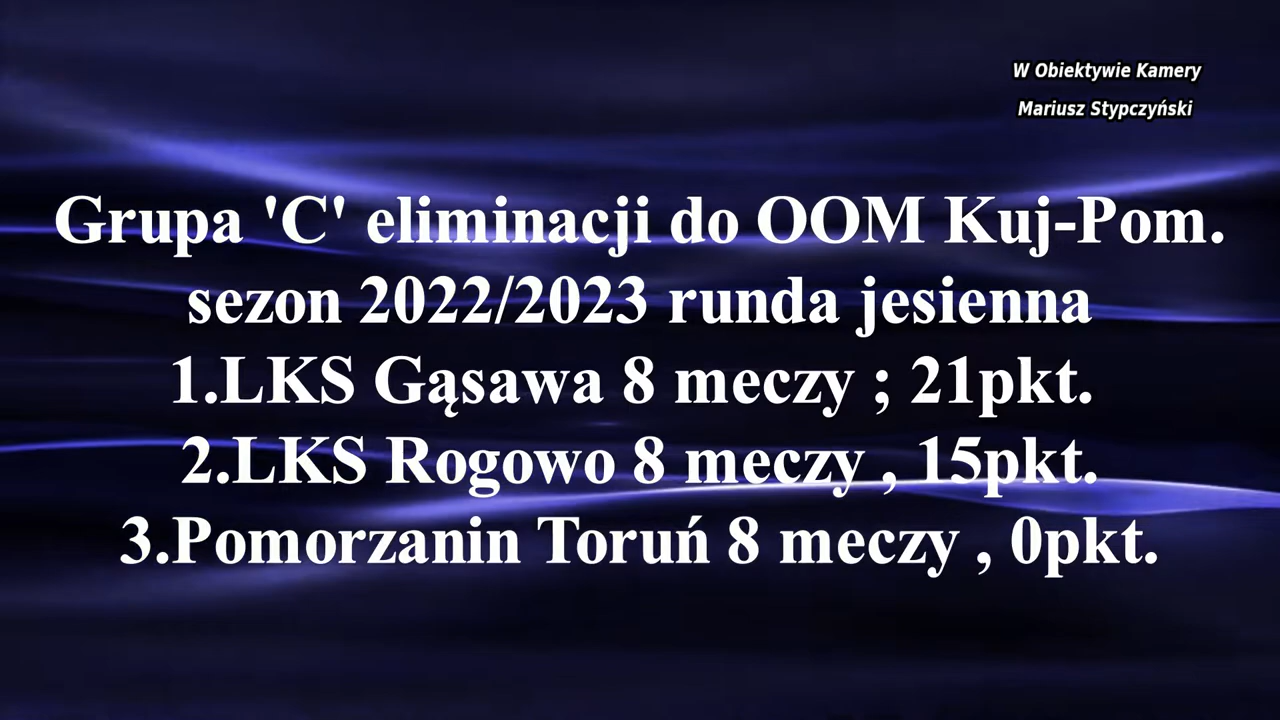 W Obiektywie Kamery
Mariusz Stypczyński
Grupa 'C' eliminacji do OOM Kuj-Pom.
sezon 2022/2023 runda jesienna
1.LKS Gąsawa 8 meczy ; 21pkt.
2.LKS Rogowo 8 meczy , 15pkt.
3.Pomorzanin Toruń 8 meczy , 0pkt.